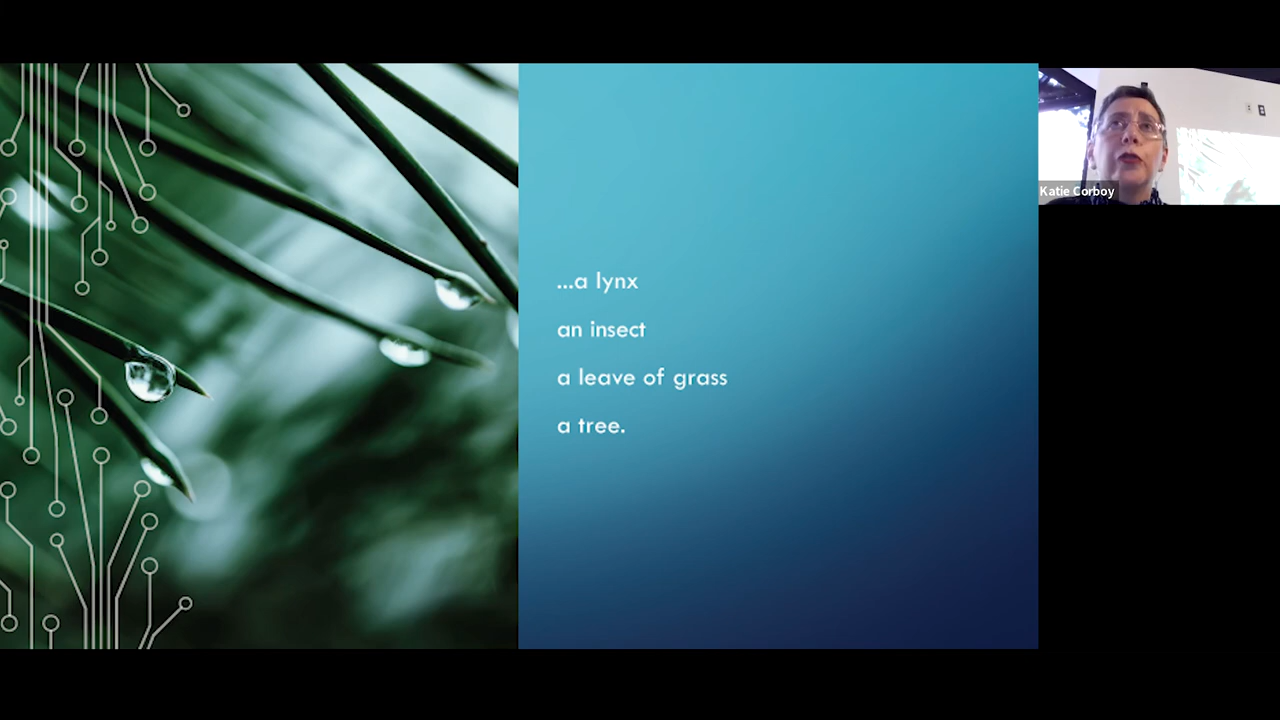 ...a lynx
an insect
a leave of grass
a tree.
Katie Corboy